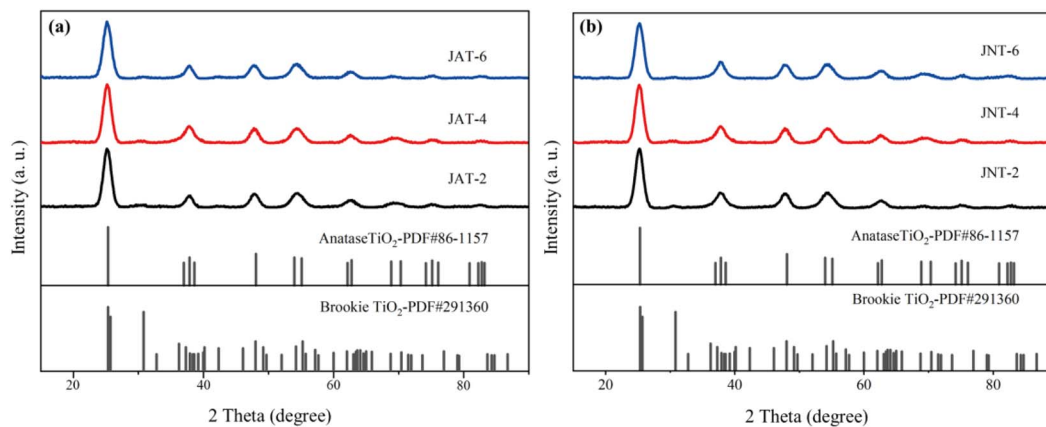 (a)
JAT-6
JAT-4
JAT-2
AnataseTiO₂-PDF#86-1157
Brookie TiO₂-PDF#291360
Intensity (a. u.)
20 40 60 80
2 Theta (degree)
(b)
JNT-6
JNT-4
JNT-2
AnataseTiO₂-PDF#86-1157
Brookie TiO₂-PDF#291360
Intensity (a. u.)
20 40 60 80
2 Theta (degree)